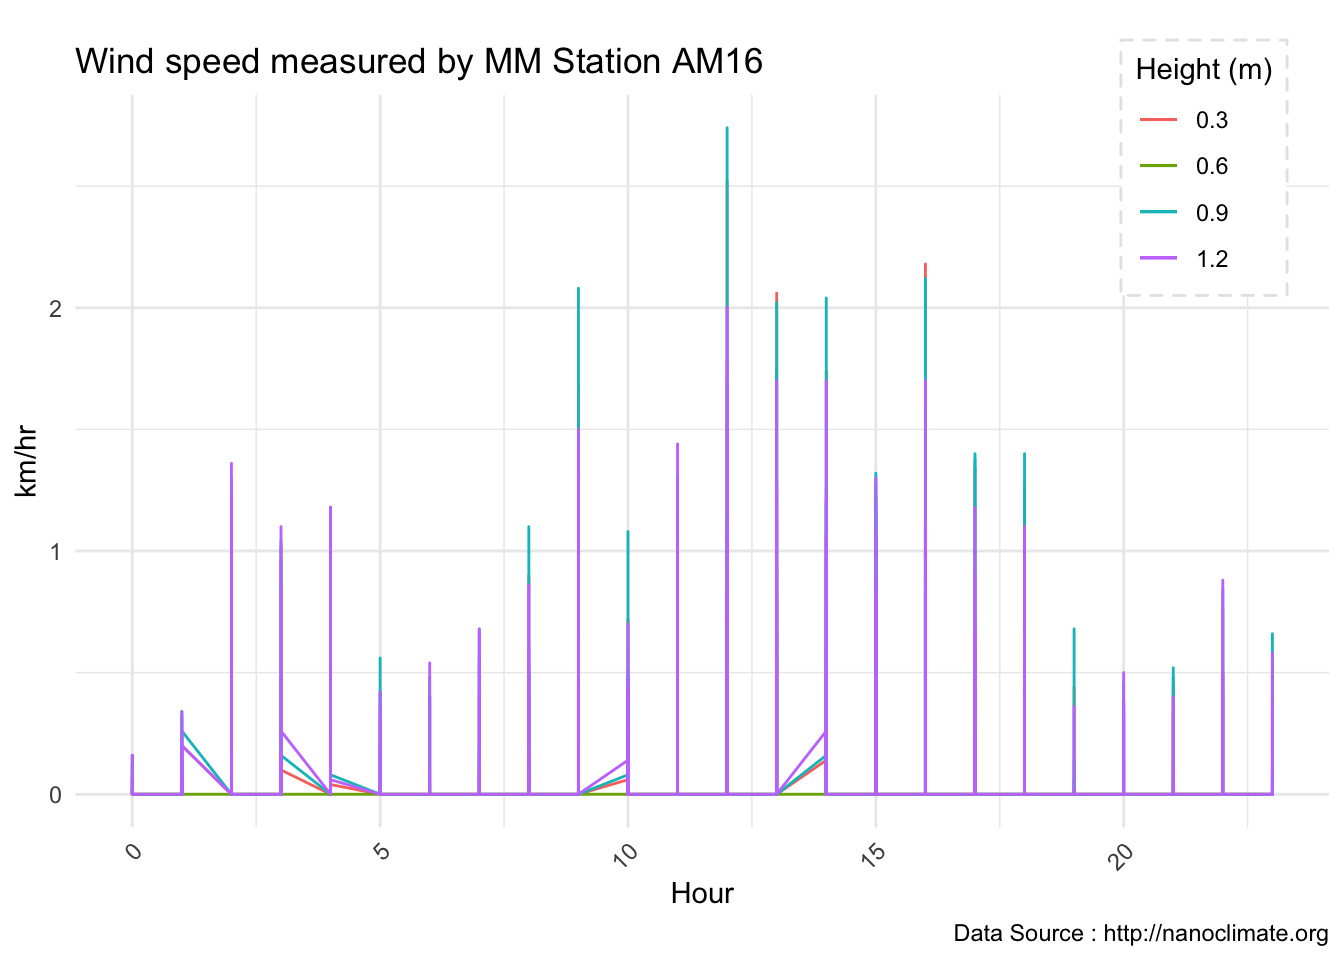 Wind speed measured by MM Station AM16
Height (m)
0.3
0.6
0.9
1.2
km/hr
2
1
0
0
5
10
15
20
Hour
Data Source : http://nanoclimate.org